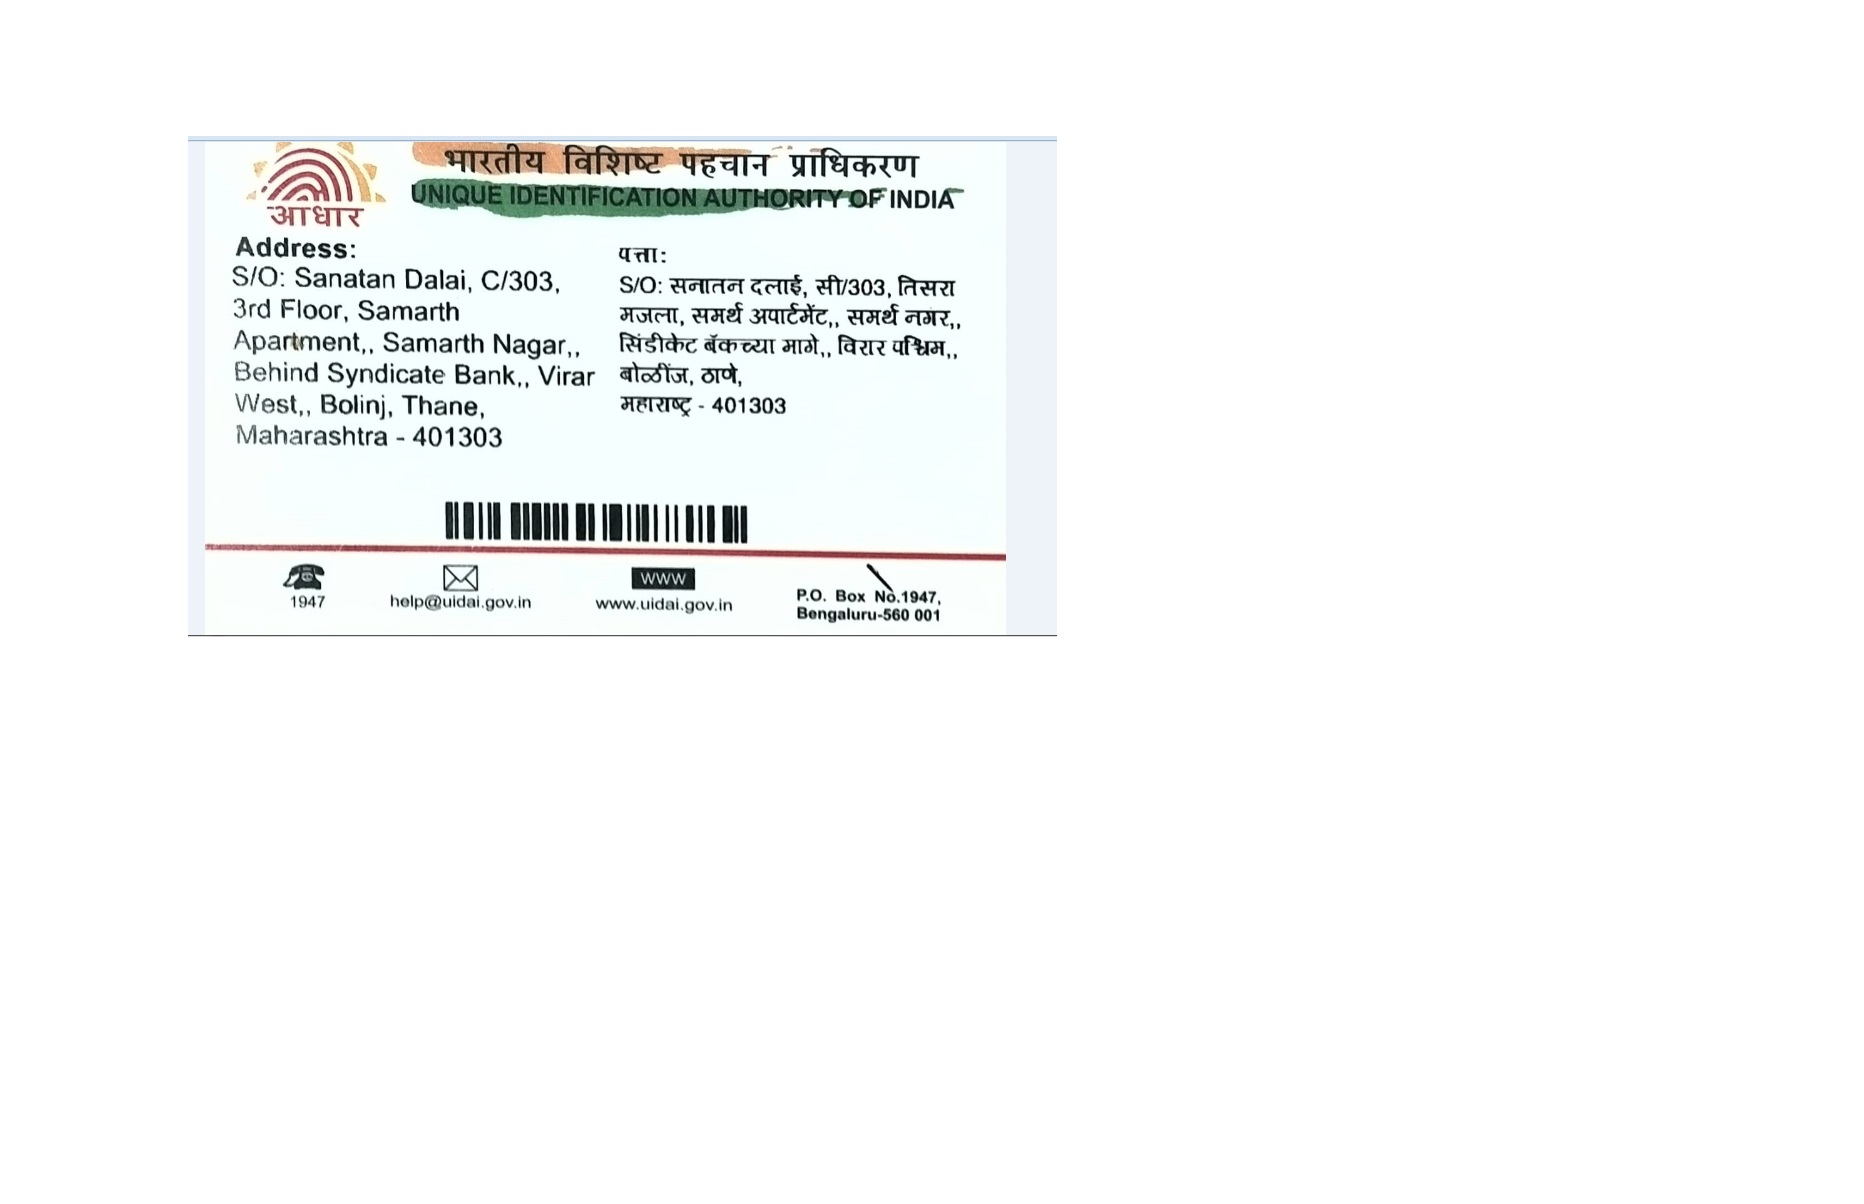 भारतीय विशिष्ट पहचान प्राधिकरण
UNIQUE IDENTIFICATION AUTHORITY OF INDIA
आधार
Address:
S/O: Sanatan Dalai, C/303,
3rd Floor, Samarth
Apartment,, Samarth Nagar,,
Behind Syndicate Bank,, Virar
West,, Bolinj, Thane,
Maharashtra - 401303
पत्ता:
S/O: सनातन दलाई, सी/303, तिसरा
मजला, समर्थ अपार्टमेंट,, समर्थ नगर,,
सिंडीकेट बॅकच्या मागे,, विरार पश्चिम,,
बोळींज, ठाणे,
महाराष्ट्र - 401303
1947
help@uidai.gov.in
WWW
www.uidai.gov.in
P.O. Box No.1947,
Bengaluru-560 001